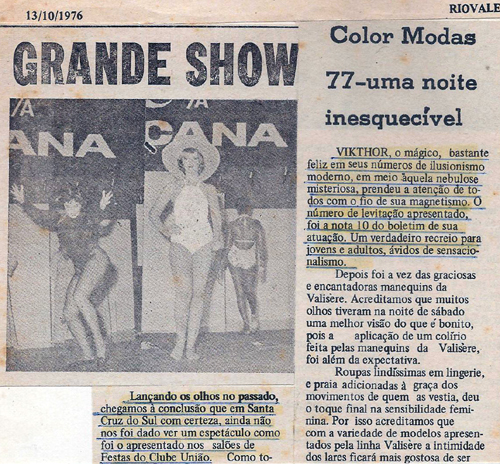 13/10/1976
RIOVALE
GRANDE SHOW
ANA
CANA
Lançando os olhos no passado,
chegamos à conclusão que em Santa
Cruz do Sul com certeza, ainda não
nos foi dado ver um espetáculo como
foi o apresentado nos salões de
Festas do Clube União. Como to-
Color Modas
77-uma noite
inesquecível
VIKTHOR, o mágico, bastante
feliz em seus números de ilusionismo
moderno, em meio àquela nebulose
misteriosa, prendeu a atenção de to-
dos com o fio de sua magnetismo. O
número de levitação apresentado,
foi a nota 10 do boletim de sua
atuação. Um verdadeiro recreio para
jovens e adultos, ávidos de sensacio-
nalismo.
Depois foi a vez das graciosas
e encantadoras manequins da
Valisère. Acreditamos que muitos
olhos tiveram na noite de sábado
uma melhor visão do que é bonito,
pois a aplicação de um colírio
feita pelas manequins da Valisère,
foi além da expectativa.
Roupas lindíssimas em lingerie,
e praia adicionadas à graça dos
movimentos de quem as vestia, deu
o toque final na sensibilidade femi-
nina. Por isso acreditamos que
com a variedade de modelos apresen-
tados pela linha Valisère a intimidade
dos lares ficará mais gostosa de ser